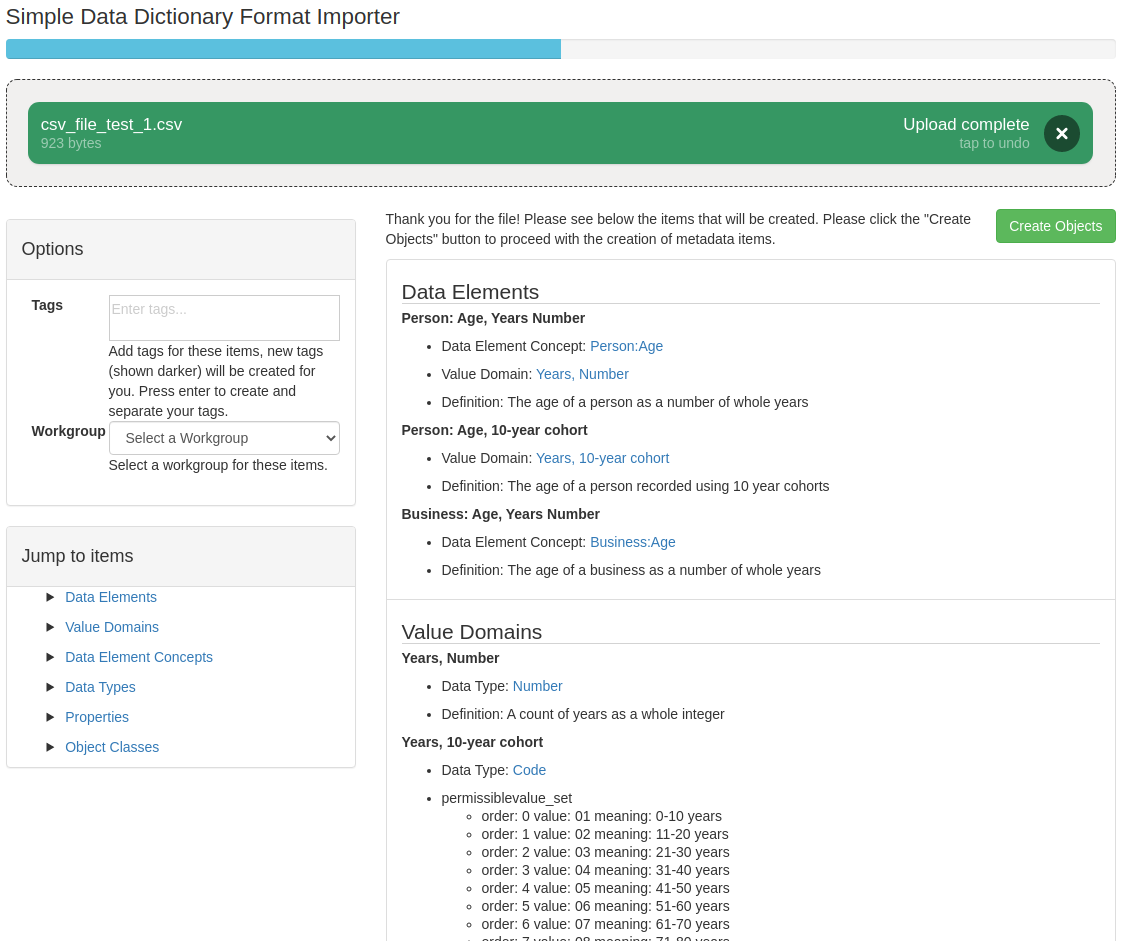 Simple Data Dictionary Format Importer
csv_file_test_1.csv
923 bytes
Upload complete
tap to undo
Options
Tags
Enter tags...
Add tags for these items, new tags
(shown darker) will be created for
you. Press enter to create and
separate your tags.
Workgroup
Select a Workgroup
Select a workgroup for these items.
Jump to items
Data Elements
Value Domains
Data Element Concepts
Data Types
Properties
Object Classes
Thank you for the file! Please see below the items that will be created. Please click the "Create
Objects" button to proceed with the creation of metadata items.
Create Objects
Data Elements
Person: Age, Years Number
Data Element Concept: Person:Age
Value Domain: Years, Number
Definition: The age of a person as a number of whole years
Person: Age, 10-year cohort
Value Domain: Years, 10-year cohort
Definition: The age of a person recorded using 10 year cohorts
Business: Age, Years Number
Data Element Concept: Business:Age
Definition: The age of a business as a number of whole years
Value Domains
Years, Number
Data Type: Number
Definition: A count of years as a whole integer
Years, 10-year cohort
Data Type: Code
permissiblevalue_set
order: 0 value: 01 meaning: 0-10 years
order: 1 value: 02 meaning: 11-20 years
order: 2 value: 03 meaning: 21-30 years
order: 3 value: 04 meaning: 31-40 years
order: 4 value: 05 meaning: 41-50 years
order: 5 value: 06 meaning: 51-60 years
order: 6 value: 07 meaning: 61-70 years
order: 7 value: 08 meaning: 71-80 years